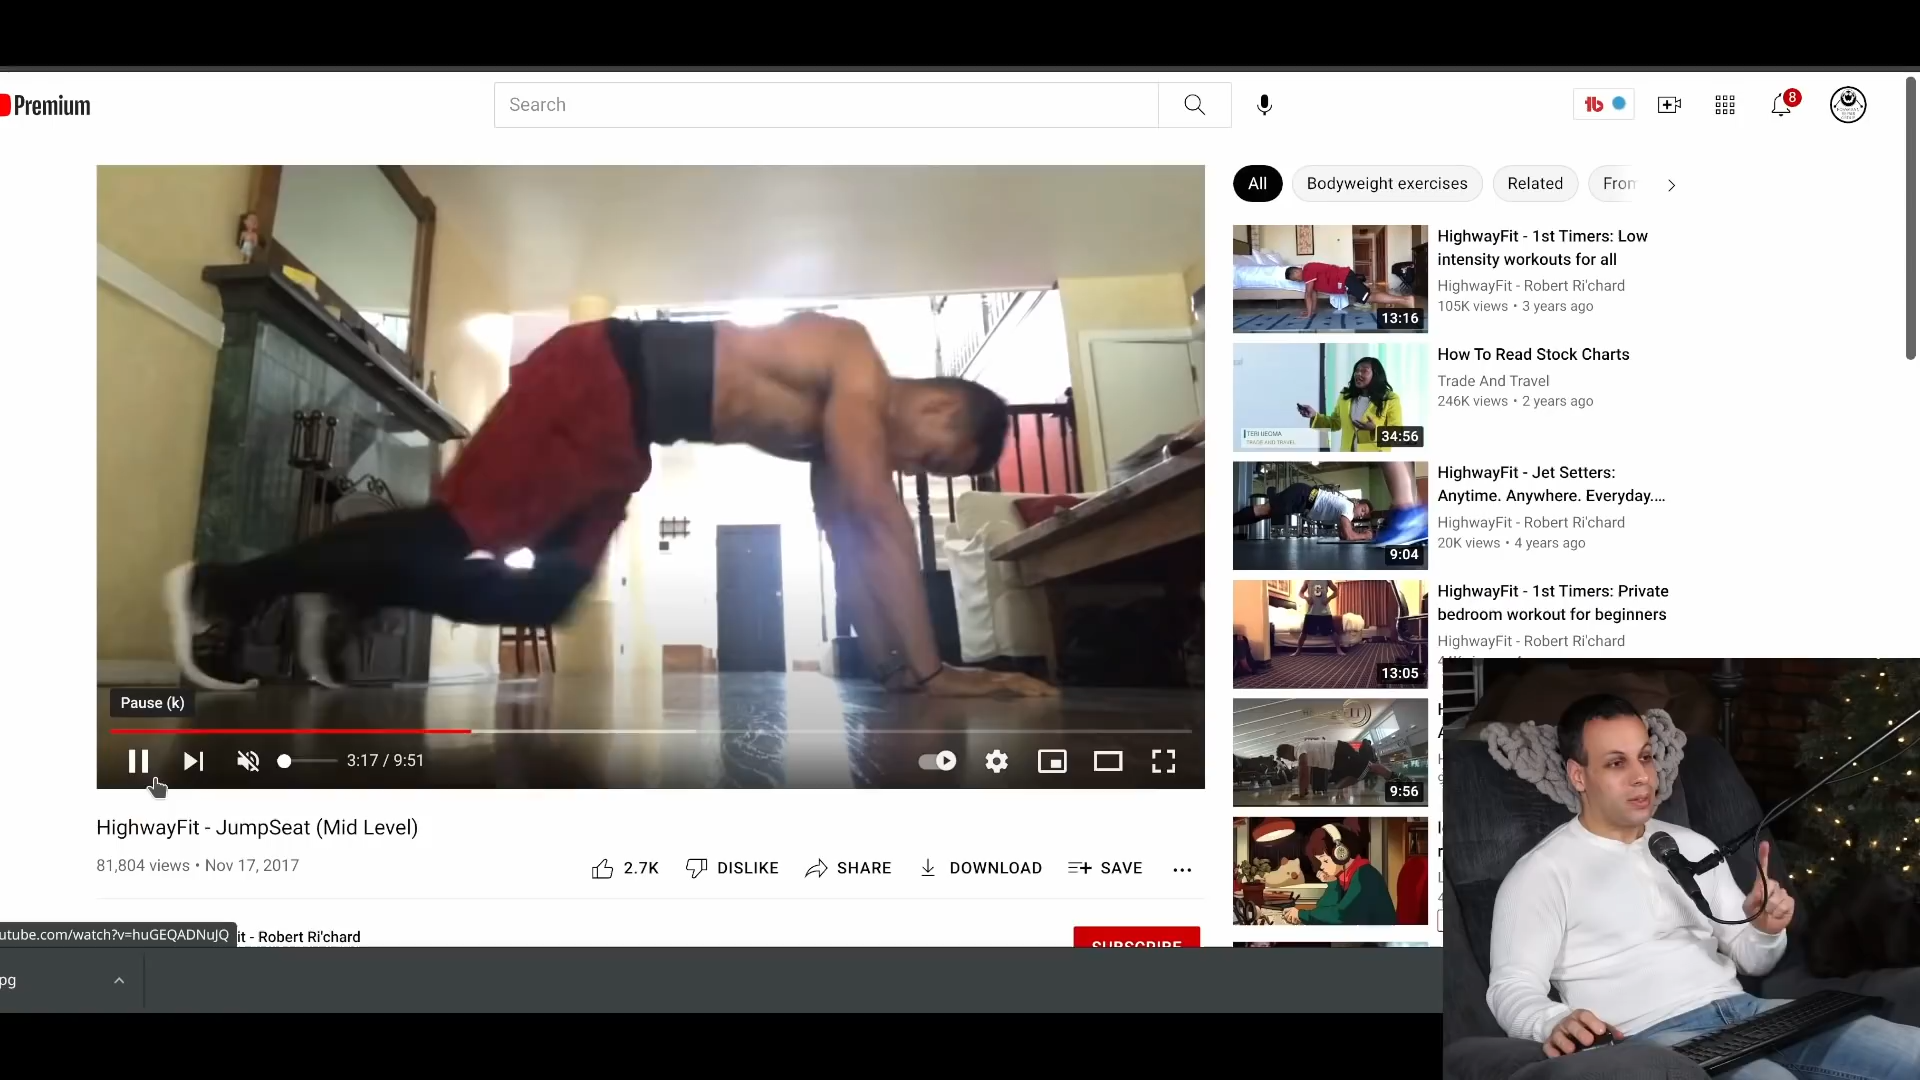 Premium
Search
8
All
Bodyweight exercises
Related
From
HighwayFit - 1st Timers: Low
intensity workouts for all
HighwayFit - Robert Ri'chard
105K views • 3 years ago
13:16
How To Read Stock Charts
Trade And Travel
246K views • 2 years ago
34:56
HighwayFit - Jet Setters:
Anytime. Anywhere. Everyday....
HighwayFit - Robert Ri'chard
20K views • 4 years ago
9:04
HighwayFit - 1st Timers: Private
bedroom workout for beginners
HighwayFit - Robert Ri'chard
13:05
9:56
Pause (k)
3:17 / 9:51
HighwayFit - JumpSeat (Mid Level)
81,804 views • Nov 17, 2017
2.7K
DISLIKE
SHARE
DOWNLOAD
SAVE
utube.com/watch?v=huGEQADNuJQ
it - Robert Ri'chard
SUBSCRIBE
pg